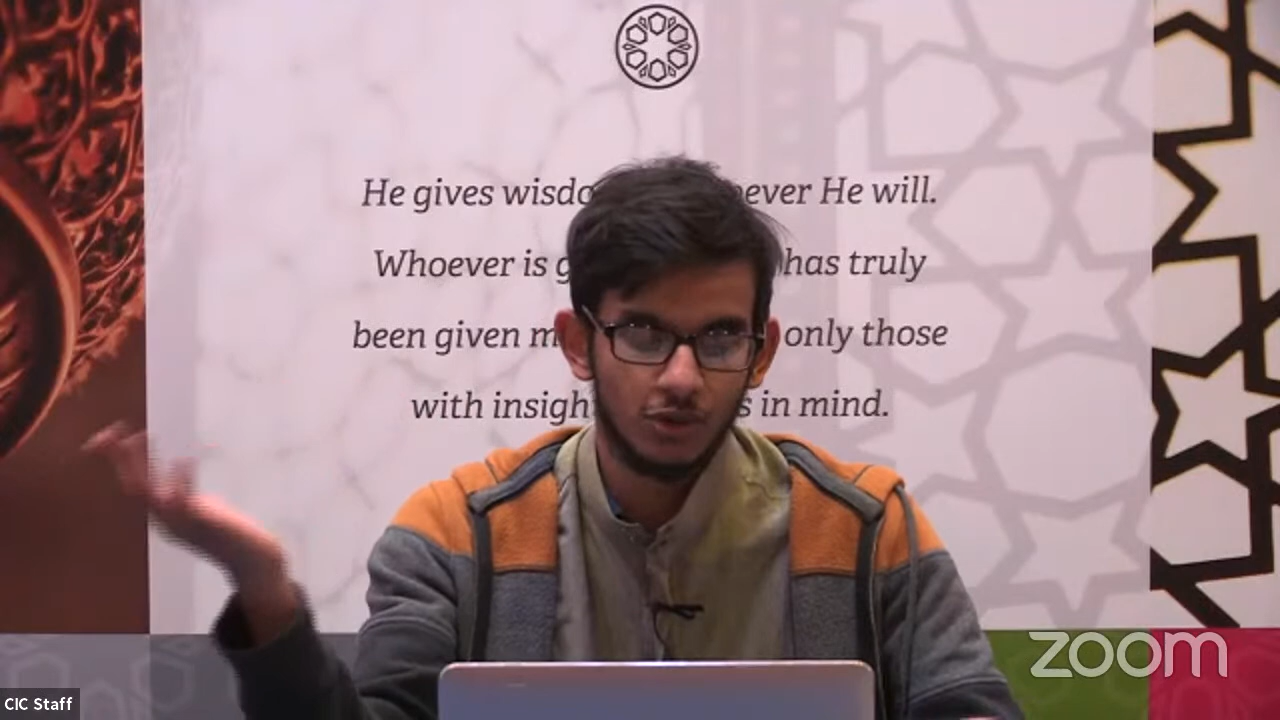 He gives wisdo ever He will.
Whoever is g has truly
been given m only those
with insigh s in mind.
zoom
CIC Staff